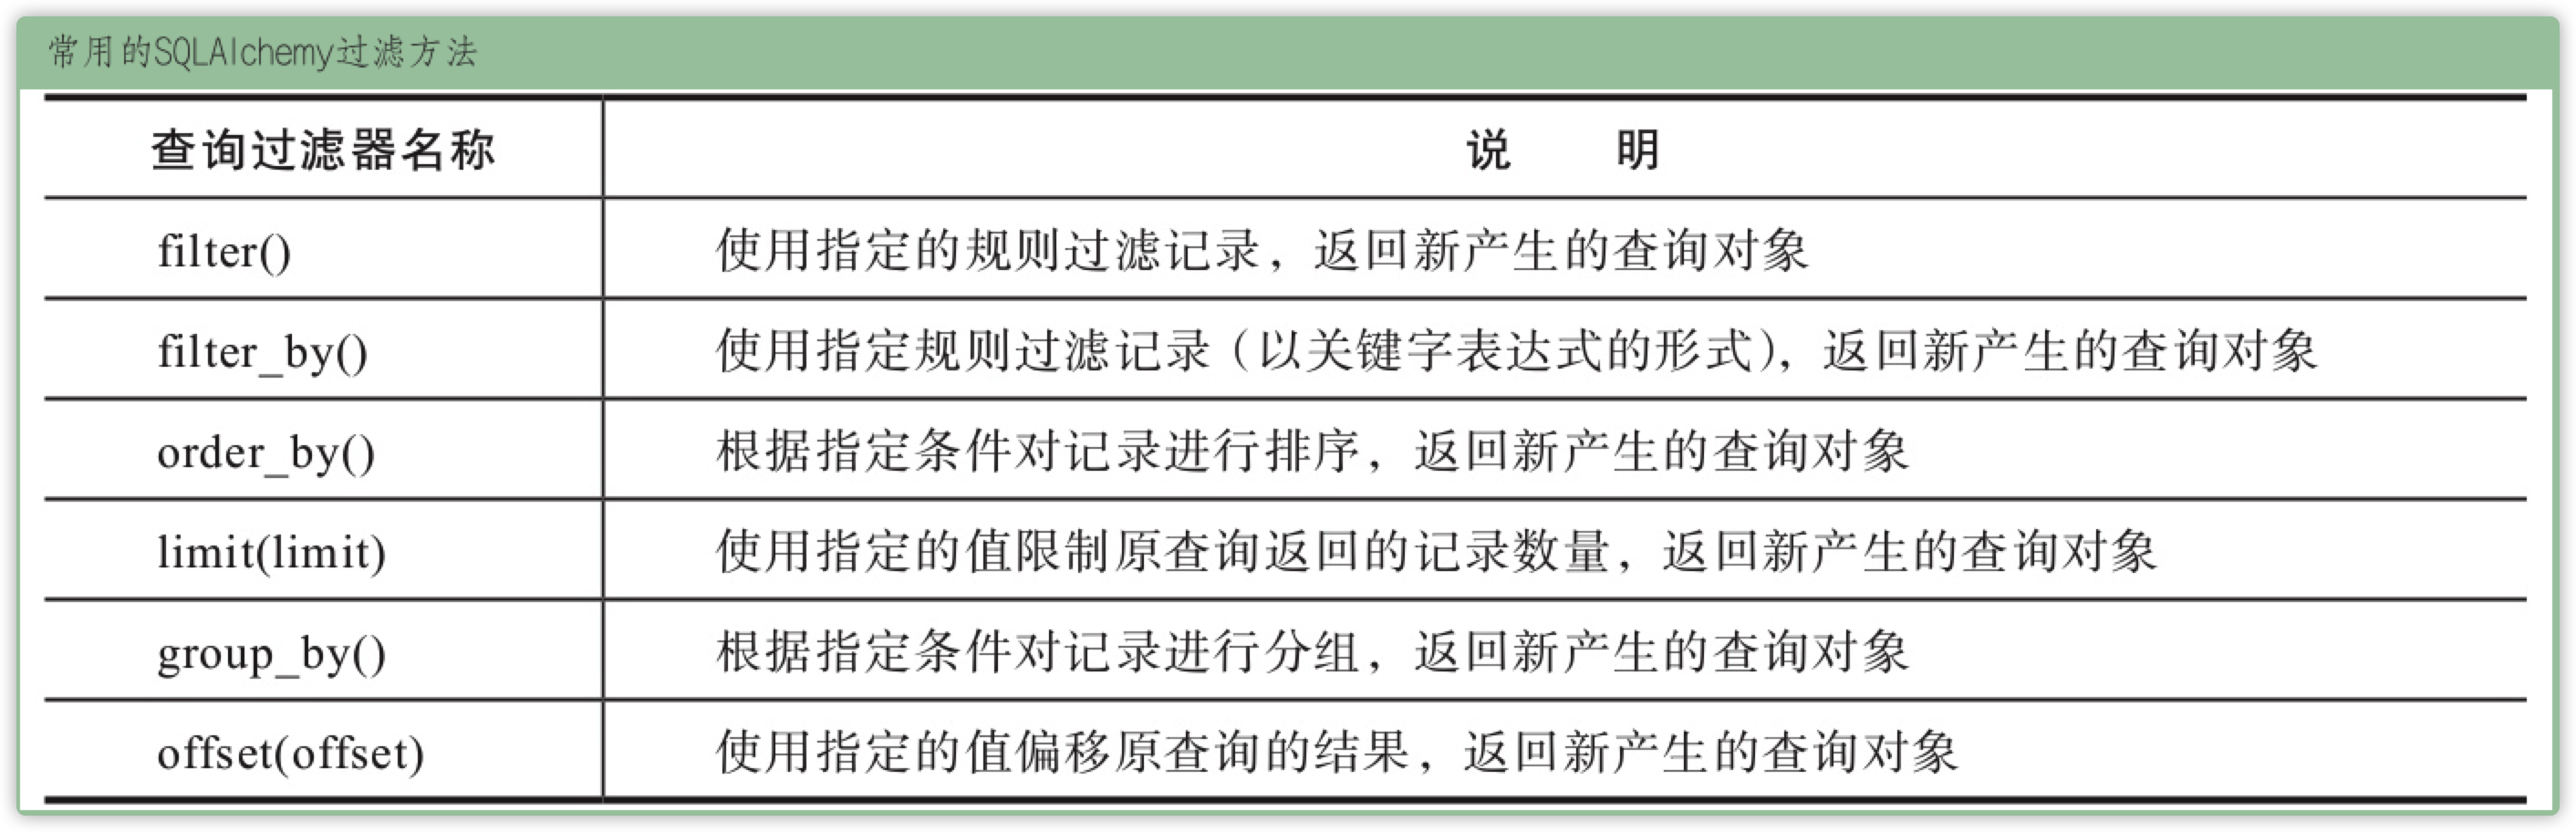 常用的SQLAlchemy过滤方法
查询过滤器名称 说 明
filter() 使用指定的规则过滤记录，返回新产生的查询对象
filter_by() 使用指定规则过滤记录（以关键字表达式的形式），返回新产生的查询对象
order_by() 根据指定条件对记录进行排序，返回新产生的查询对象
limit(limit) 使用指定的值限制原查询返回的记录数量，返回新产生的查询对象
group_by() 根据指定条件对记录进行分组，返回新产生的查询对象
offset(offset) 使用指定的值偏移原查询的结果，返回新产生的查询对象